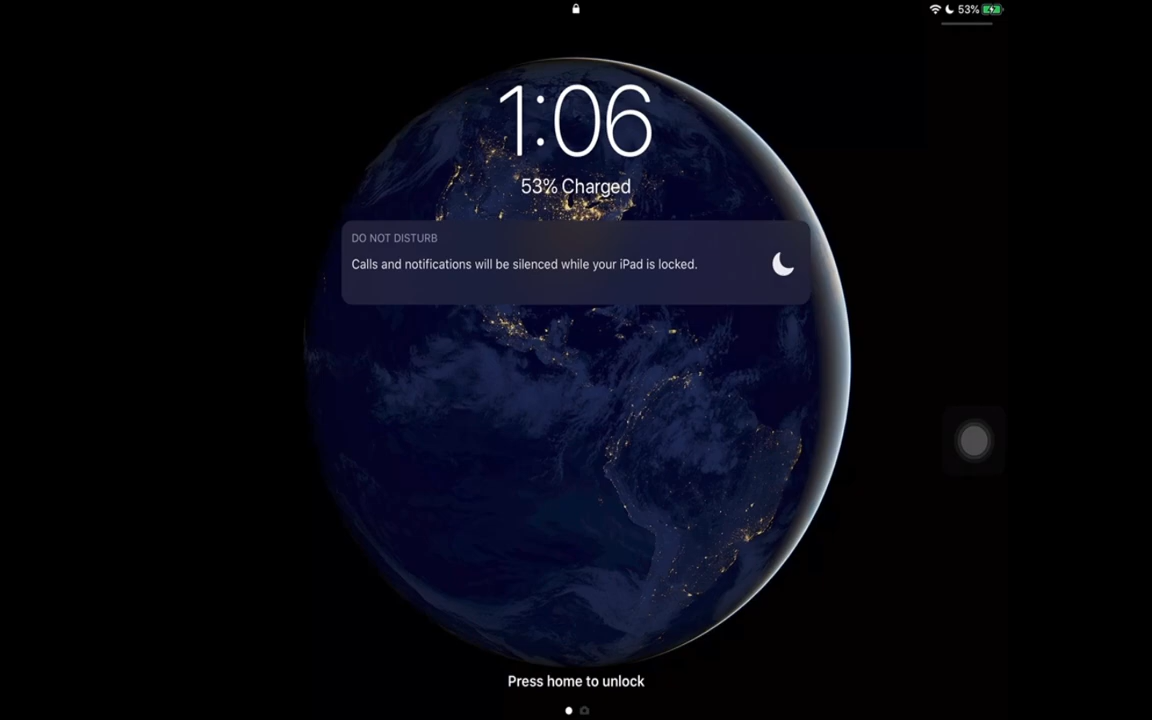 53%
1:06
53% Charged
DO NOT DISTURB
Calls and notifications will be silenced while your iPad is locked.
Press home to unlock